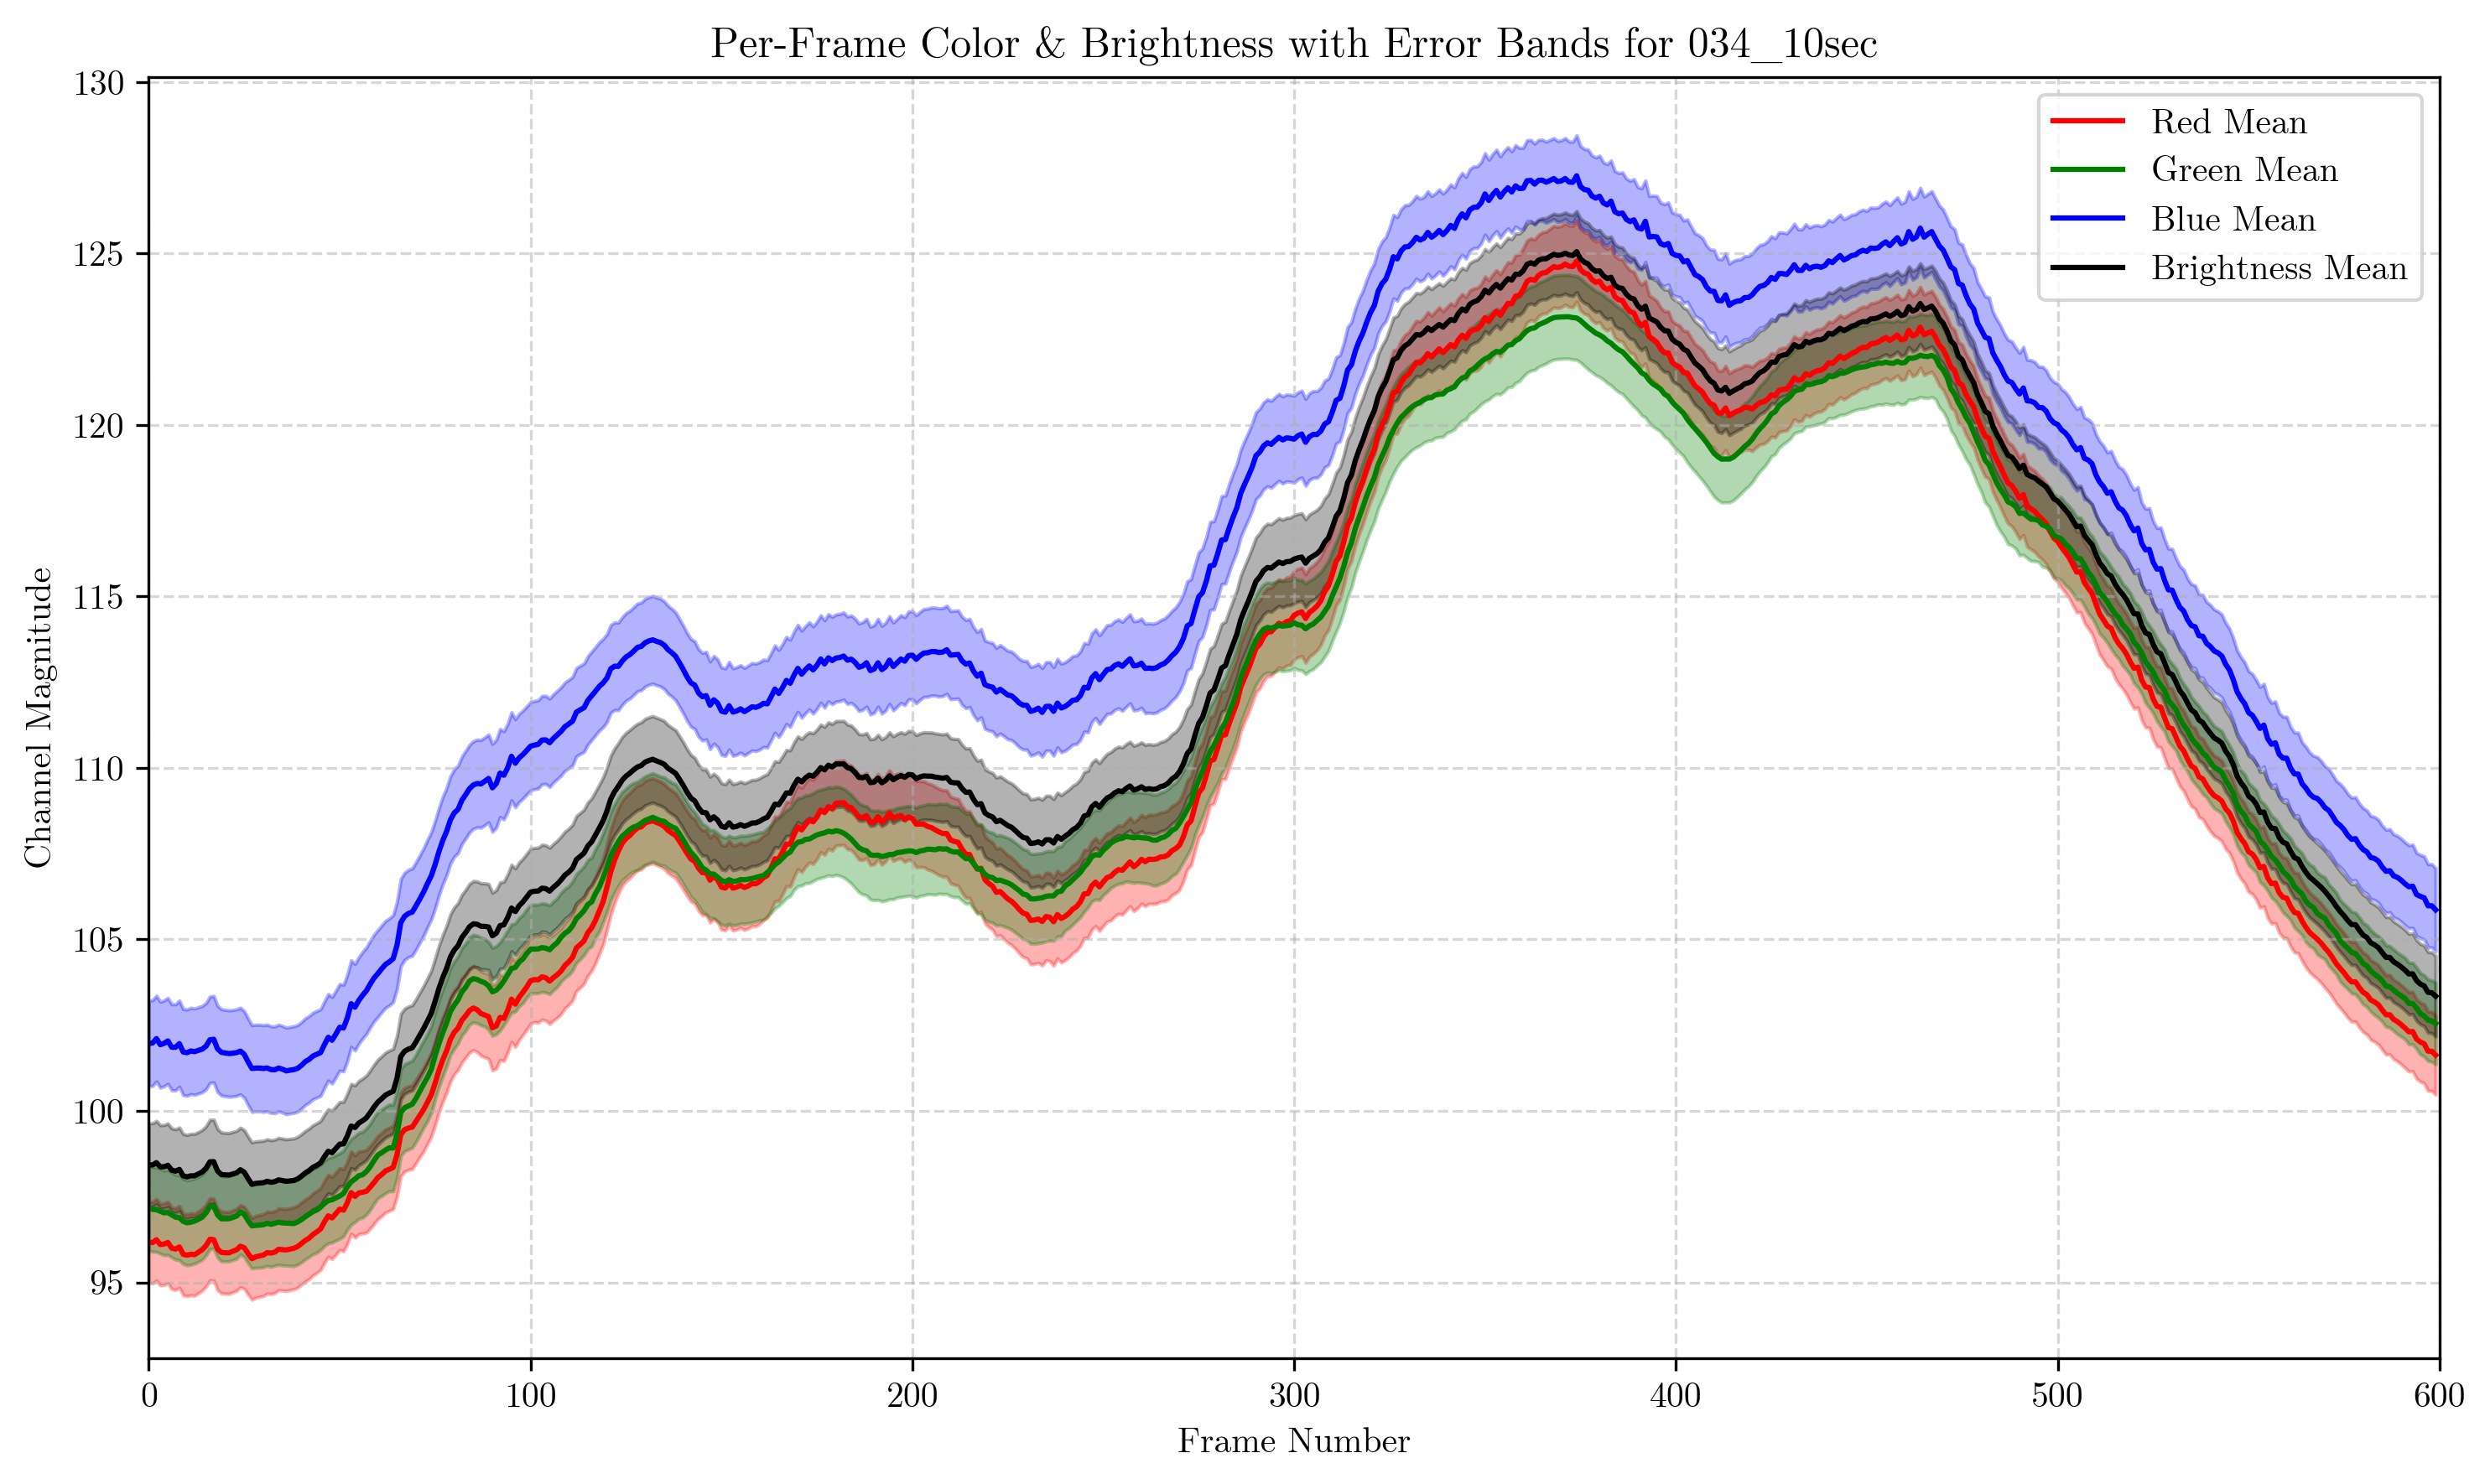 Per-Frame Color & Brightness with Error Bands for 034_10sec
130
125
120
115
110
105
100
95
Channel Magnitude
Red Mean
Green Mean
Blue Mean
Brightness Mean
0 100 200 300 400 500 600
Frame Number